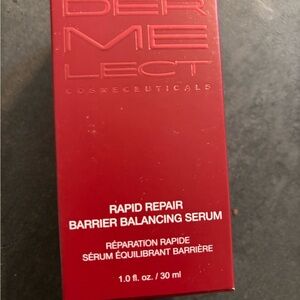 DER
ME
LECT
COSMECEUTICALS
RAPID REPAIR
BARRIER BALANCING SERUM
RÉPARATION RAPIDE
SÉRUM ÉQUILIBRANT BARRIÈRE
1.0 fl. oz. / 30 ml